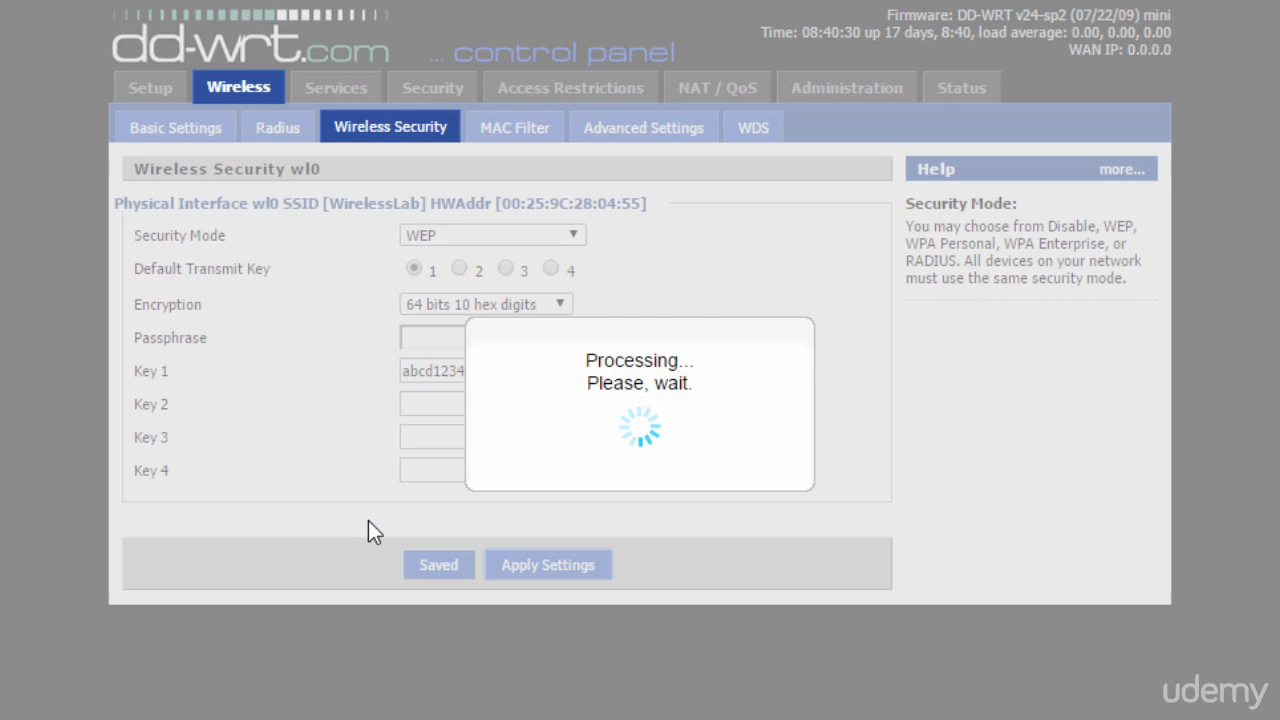 Firmware: DD-WRT v24-sp2 (07/22/09) mini
Time: 08:40:30 up 17 days, 8:40, load average: 0.00, 0.00, 0.00
WAN IP: 0.0.0.0
dd-wrt.com ... control panel
Setup Wireless Services Security Access Restrictions NAT / QoS Administration Status
Basic Settings Radius Wireless Security MAC Filter Advanced Settings WDS
Wireless Security wl0
Physical Interface wl0 SSID [WirelessLab] HWAddr [00:25:9C:28:04:55]
Security Mode WEP
Default Transmit Key 1 2 3 4
Encryption 64 bits 10 hex digits
Passphrase
Key 1 abcd1234
Key 2
Key 3
Key 4
Processing...
Please, wait.
Saved Apply Settings
Help more...
Security Mode:
You may choose from Disable, WEP,
WPA Personal, WPA Enterprise, or
RADIUS. All devices on your network
must use the same security mode.
udemy